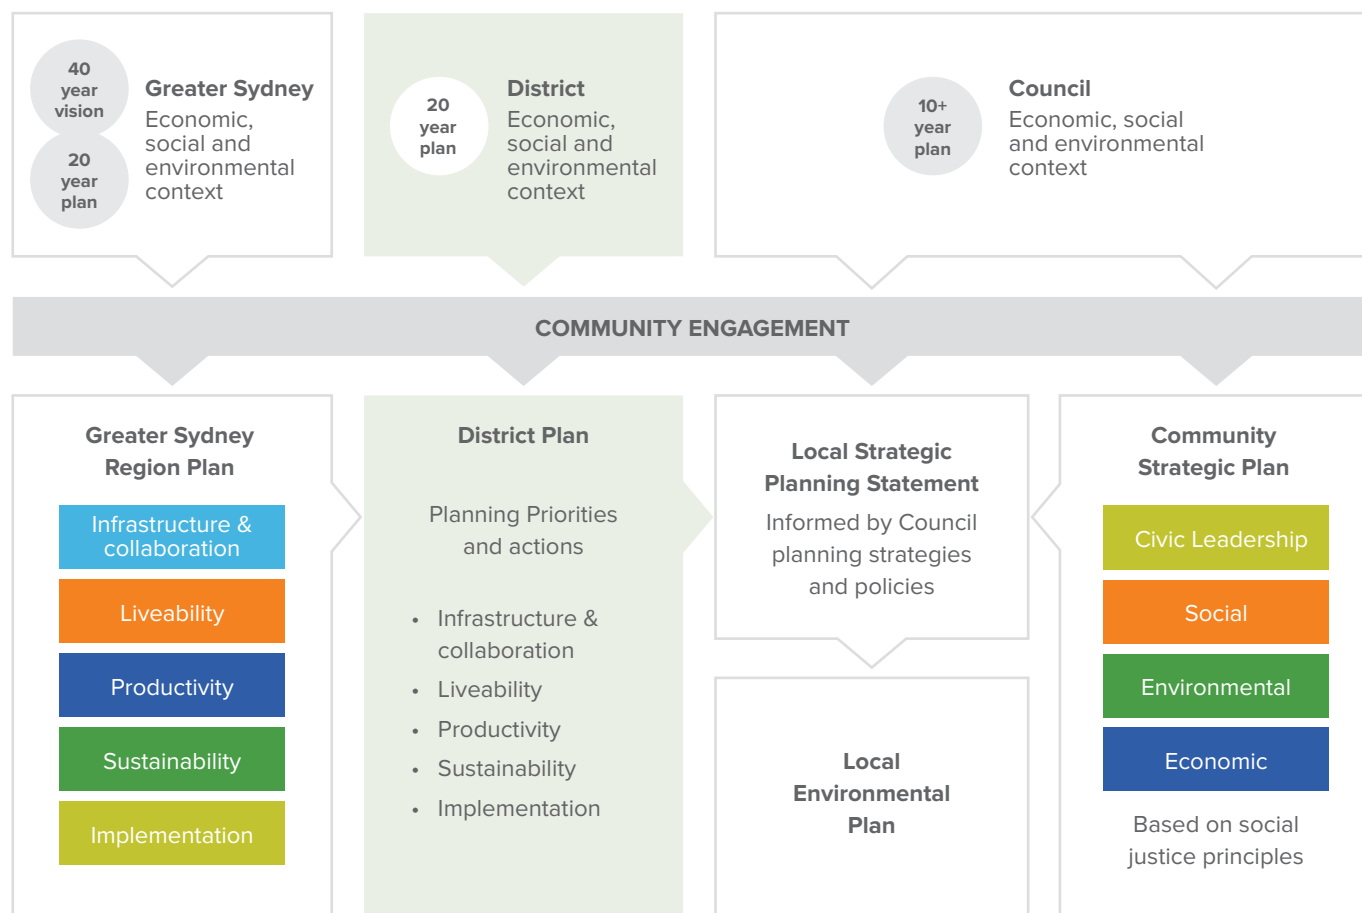 40
year
vision
20
year
plan
Greater Sydney
Economic,
social and
environmental
context
20
year
plan
District
Economic,
social and
environmental
context
10+
year
plan
Council
Economic, social
and environmental
context
COMMUNITY ENGAGEMENT
Greater Sydney
Region Plan
Infrastructure &
collaboration
Liveability
Productivity
Sustainability
Implementation
District Plan
Planning Priorities
and actions
• Infrastructure &
collaboration
• Liveability
• Productivity
• Sustainability
• Implementation
Local Strategic
Planning Statement
Informed by Council
planning strategies
and policies
Local
Environmental
Plan
Community
Strategic Plan
Civic Leadership
Social
Environmental
Economic
Based on social
justice principles